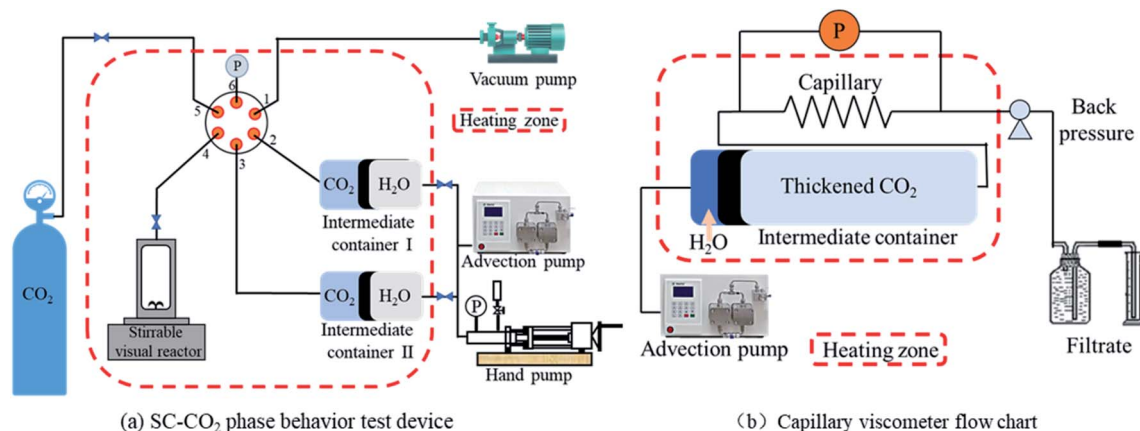 P
6
1
5
4
2
3
Vacuum pump
Heating zone
CO₂
H₂O
Intermediate
container I
Advection pump
CO₂
Stirrable
visual reactor
CO₂
H₂O
Intermediate
container II
P
Hand pump
(a) SC-CO₂ phase behavior test device
P
Capillary
Back
pressure
Thickened CO₂
H₂O
Intermediate container
Advection pump
Heating zone
Filtrate
(b) Capillary viscometer flow chart